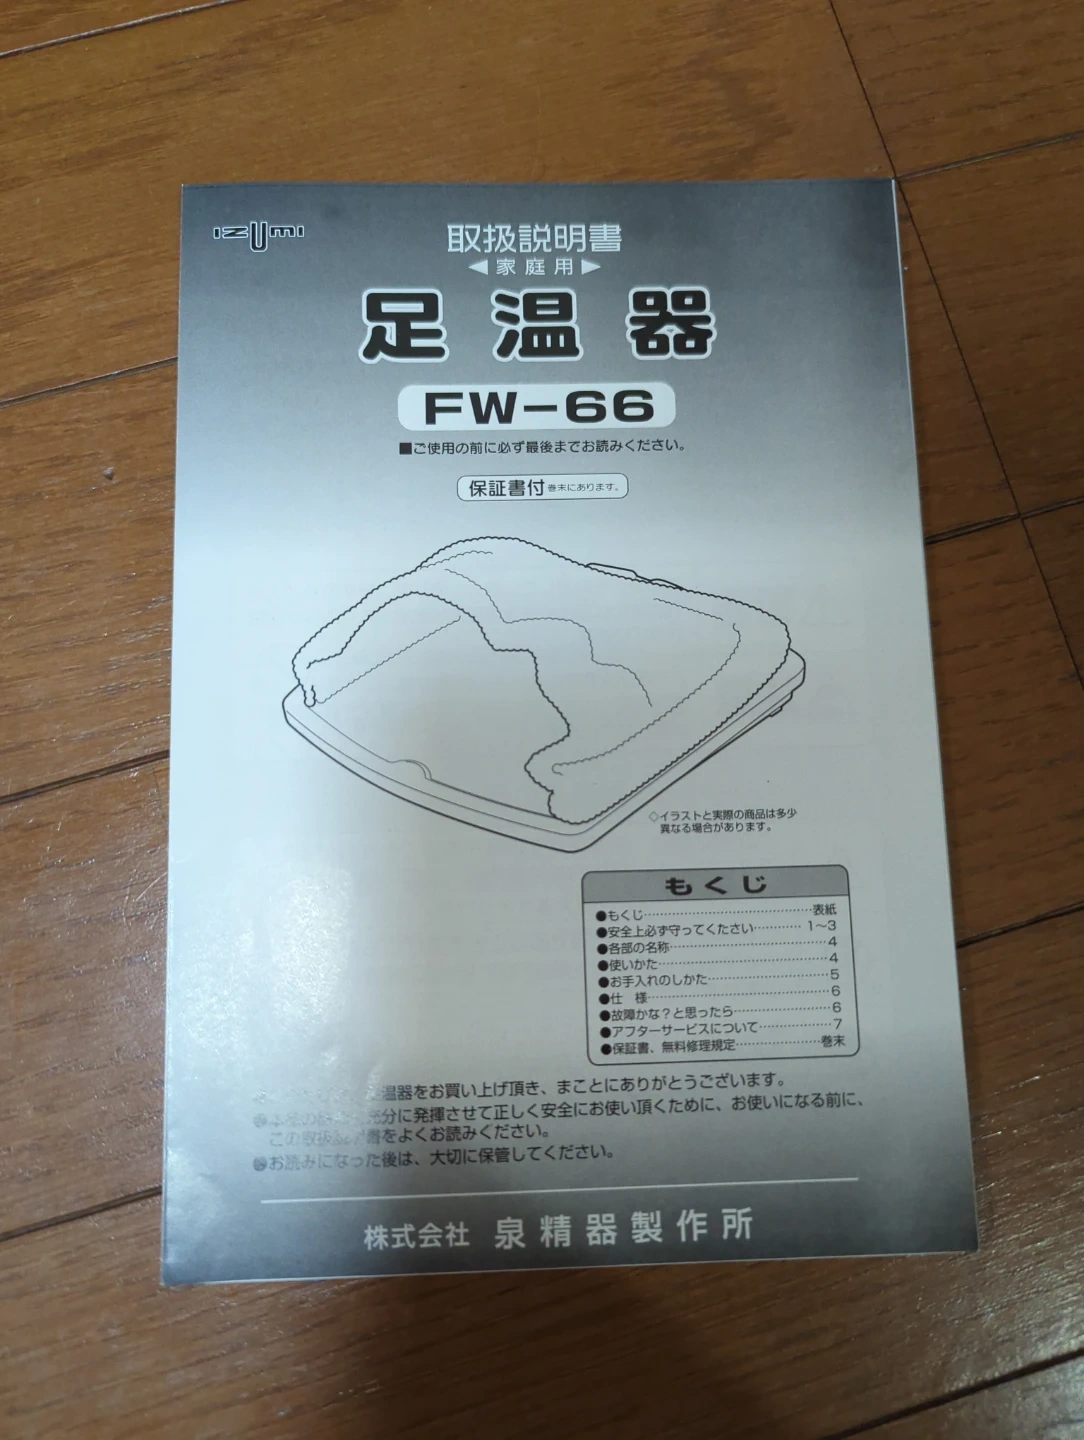 IZUMI
取扱説明書
◀家庭用▶
足温器
FW-66
■ご使用の前に必ず最後までお読みください。
保証書付 巻末にあります。
◇イラストと実際の商品は多少
異なる場合があります。
もくじ
●もくじ……表紙
●安全上必ず守ってください……1〜3
●各部の名称……4
●使いかた……4
●お手入れのしかた……5
●仕 様……6
●故障かな?と思ったら……6
●アフターサービスについて……7
●保証書、無料修理規定……巻末
温器をお買い上げ頂き、まことにありがとうございます。
分に発揮させて正しく安全にお使い頂くために、お使いになる前に、
この取扱説明書をよくお読みください。
●お読みになった後は、大切に保管してください。
株式会社 泉精器製作所